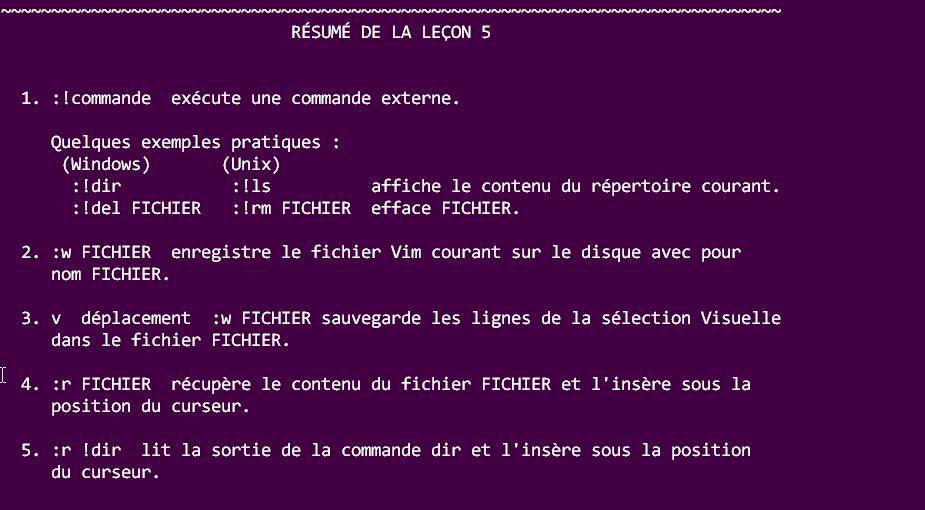 ~~~~~~~~~~~~~~~~~~~~~~~~~~~~~~~~~~~~~~~~~~~~~~~~~~~~~~~~~~~~~~~~~~~~~~~~~~~~~~
RÉSUMÉ DE LA LEÇON 5
1. :!commande  exécute une commande externe.
Quelques exemples pratiques :
(Windows)       (Unix)
:!dir           :!ls          affiche le contenu du répertoire courant.
:!del FICHIER   :!rm FICHIER  efface FICHIER.
2. :w FICHIER  enregistre le fichier Vim courant sur le disque avec pour
nom FICHIER.
3. v  déplacement  :w FICHIER sauvegarde les lignes de la sélection Visuelle
dans le fichier FICHIER.
4. :r FICHIER  récupère le contenu du fichier FICHIER et l'insère sous la
position du curseur.
5. :r !dir  lit la sortie de la commande dir et l'insère sous la position
du curseur.